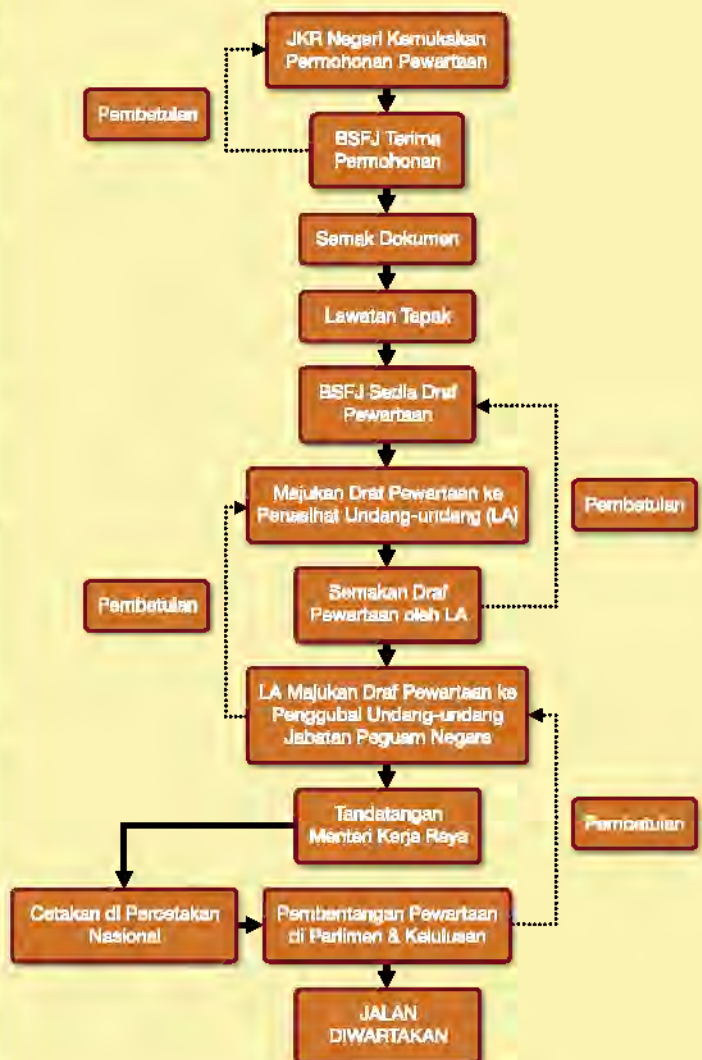 JKR Negeri Kemukakan
Permohonan Pewartaan
Pembetulan
BSFJ Terima
Permohonan
Semak Dokumen
Lawatan Tapak
BSFJ Sedia Draf
Pewartaan
Majukan Draf Pewartaan ke
Penasihat Undang-undang (LA)
Pembetulan
Semakan Draf
Pewartaan oleh LA
Pembetulan
LA Majukan Draf Pewartaan ke
Penggubal Undang-undang
Jabatan Peguam Negara
Tandatangan
Menteri Kerja Raya
Pembetulan
Cetakan di Percetakan
Nasional
Pembentangan Pewartaan
di Parlimen & Kelulusan
JALAN
DIWARTAKAN